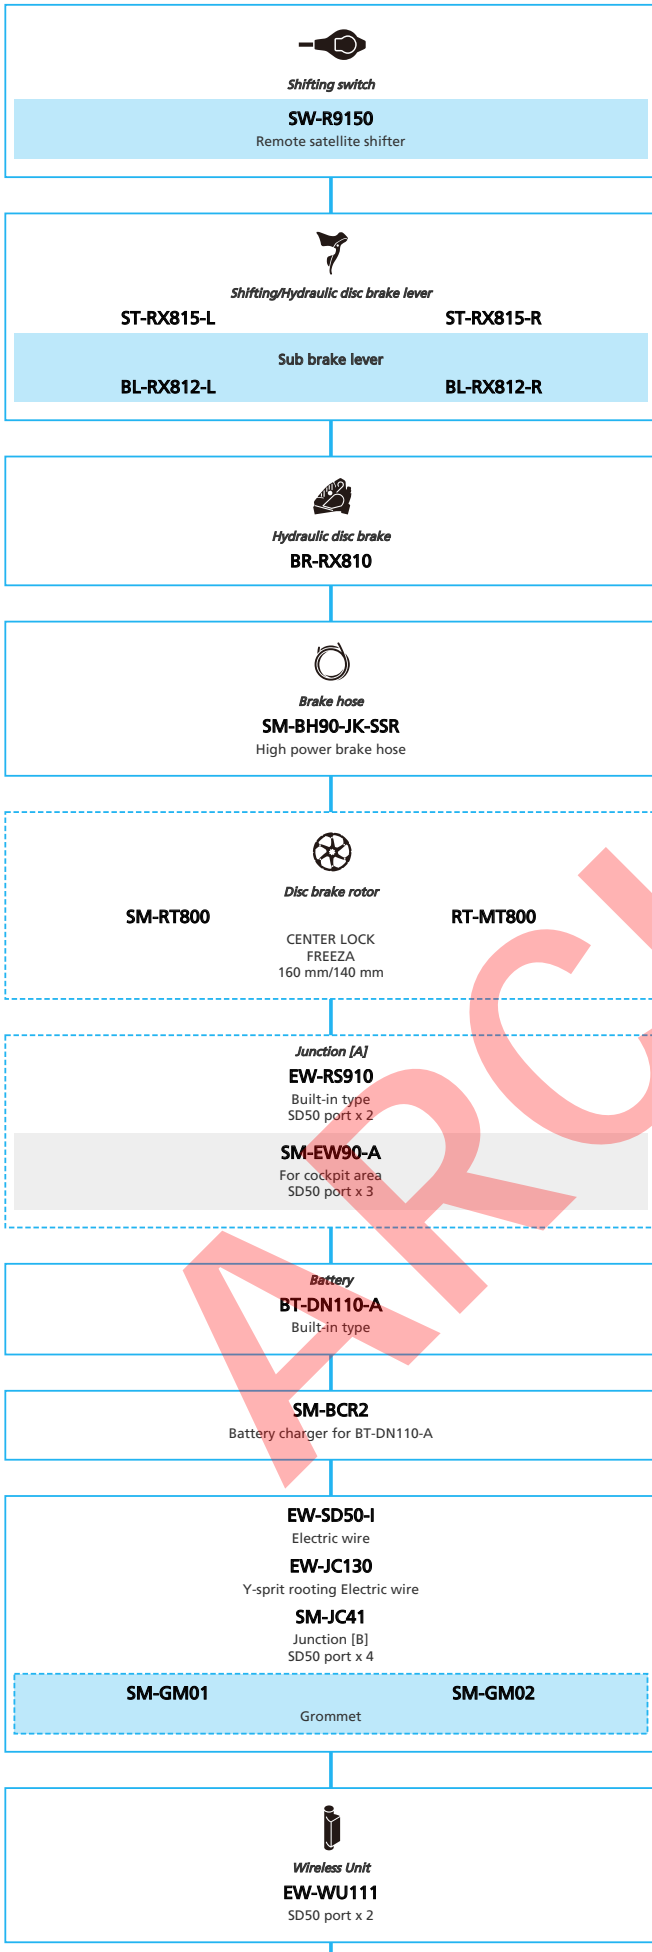 Shifting switch
SW-R9150
Remote satellite shifter
Shifting/Hydraulic disc brake lever
ST-RX815-L ST-RX815-R
Sub brake lever
BL-RX812-L BL-RX812-R
Hydraulic disc brake
BR-RX810
Brake hose
SM-BH90-JK-SSR
High power brake hose
Disc brake rotor
SM-RT800 RT-MT800
CENTER LOCK
FREEZA
160 mm/140 mm
Junction [A]
EW-RS910
Built-in type
SD50 port x 2
SM-EW90-A
For cockpit area
SD50 port x 3
Battery
BT-DN110-A
Built-in type
SM-BCR2
Battery charger for BT-DN110-A
EW-SD50-I
Electric wire
EW-JC130
Y-sprit rooting Electric wire
SM-JC41
Junction [B]
SD50 port x 4
SM-GM01 SM-GM02
Grommet
Wireless Unit
EW-WU111
SD50 port x 2
ARC